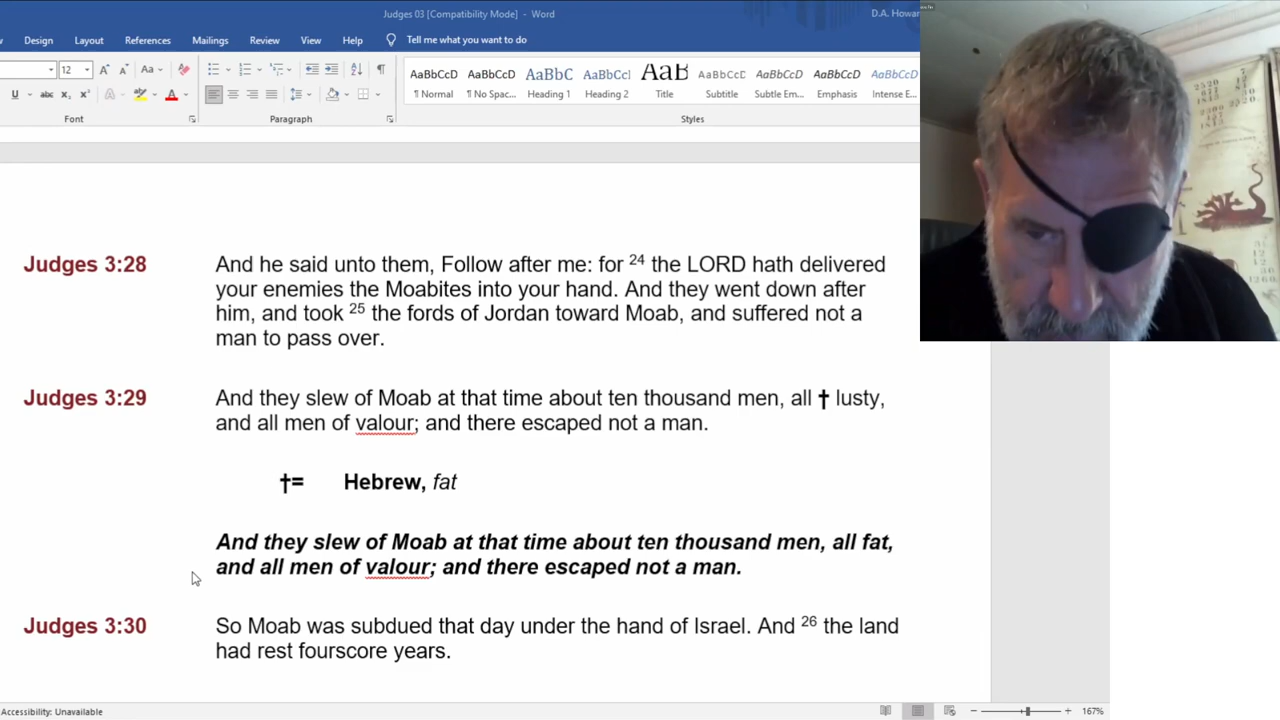 Judges 03 [Compatibility Mode] - Word
D.A. Howar
Design Layout References Mailings Review View Help Tell me what you want to do
12 Aa
AaBbCcD AaBbCcD AaBbC AaBbCcI AaB AaBbCcD AaBbCcD AaBbCcD AaBbCcD
U abc x₂ x² A A
¶ Normal ¶ No Spac... Heading 1 Heading 2 Title Subtitle Subtle Em... Emphasis Intense E...
Font Paragraph Styles
Judges 3:28 And he said unto them, Follow after me: for 24 the LORD hath delivered
your enemies the Moabites into your hand. And they went down after
him, and took 25 the fords of Jordan toward Moab, and suffered not a
man to pass over.
Judges 3:29 And they slew of Moab at that time about ten thousand men, all † lusty,
and all men of valour; and there escaped not a man.
†= Hebrew, fat
And they slew of Moab at that time about ten thousand men, all fat,
and all men of valour; and there escaped not a man.
Judges 3:30 So Moab was subdued that day under the hand of Israel. And 26 the land
had rest fourscore years.
Accessibility: Unavailable
167%
2520
1260